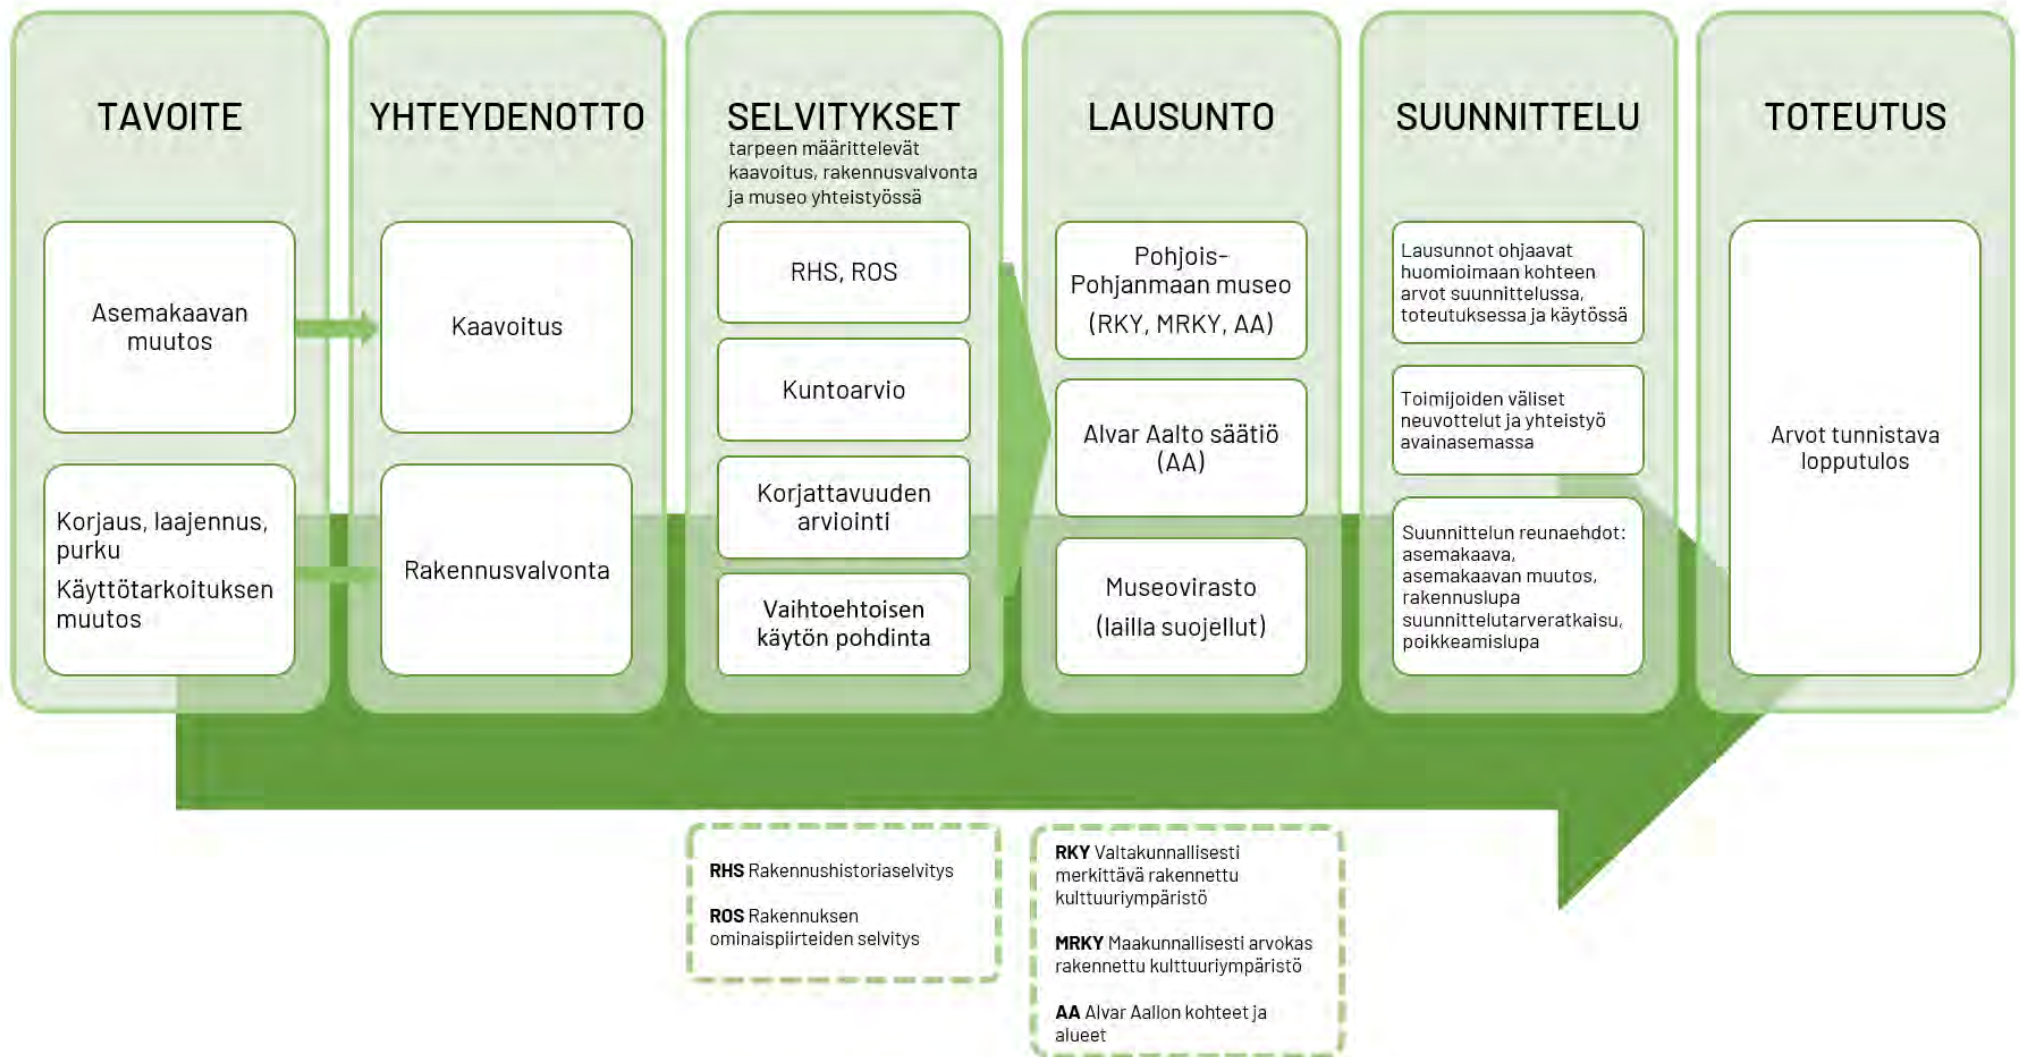 TAVOITE
Asemakaavan
muutos
Korjaus, laajennus,
purku
Käyttötarkoituksen
muutos
YHTEYDENOTTO
Kaavoitus
Rakennusvalvonta
SELVITYKSET
tarpeen määrittelevät
kaavoitus, rakennusvalvonta
ja museo yhteistyössä
RHS, ROS
Kuntoarvio
Korjattavuuden
arviointi
Vaihtoehtoisen
käytön pohdinta
LAUSUNTO
Pohjois-
Pohjanmaan museo
(RKY, MRKY, AA)
Alvar Aalto säätiö
(AA)
Museovirasto
(lailla suojellut)
SUUNNITTELU
Lausunnot ohjaavat
huomioimaan kohteen
arvot suunnittelussa,
toteutuksessa ja käytössä
Toimijoiden väliset
neuvottelut ja yhteistyö
avainasemassa
Suunnittelun reunaehdot:
asemakaava,
asemakaavan muutos,
rakennuslupa
suunnittelutarveratkaisu,
poikkeamislupa
TOTEUTUS
Arvot tunnistava
lopputulos
RHS Rakennushistoriaselvitys
ROS Rakennuksen
ominaispiirteiden selvitys
RKY Valtakunnallisesti
merkittävä rakennettu
kulttuuriympäristö
MRKY Maakunnallisesti arvokas
rakennettu kulttuuriympäristö
AA Alvar Aallon kohteet ja
alueet